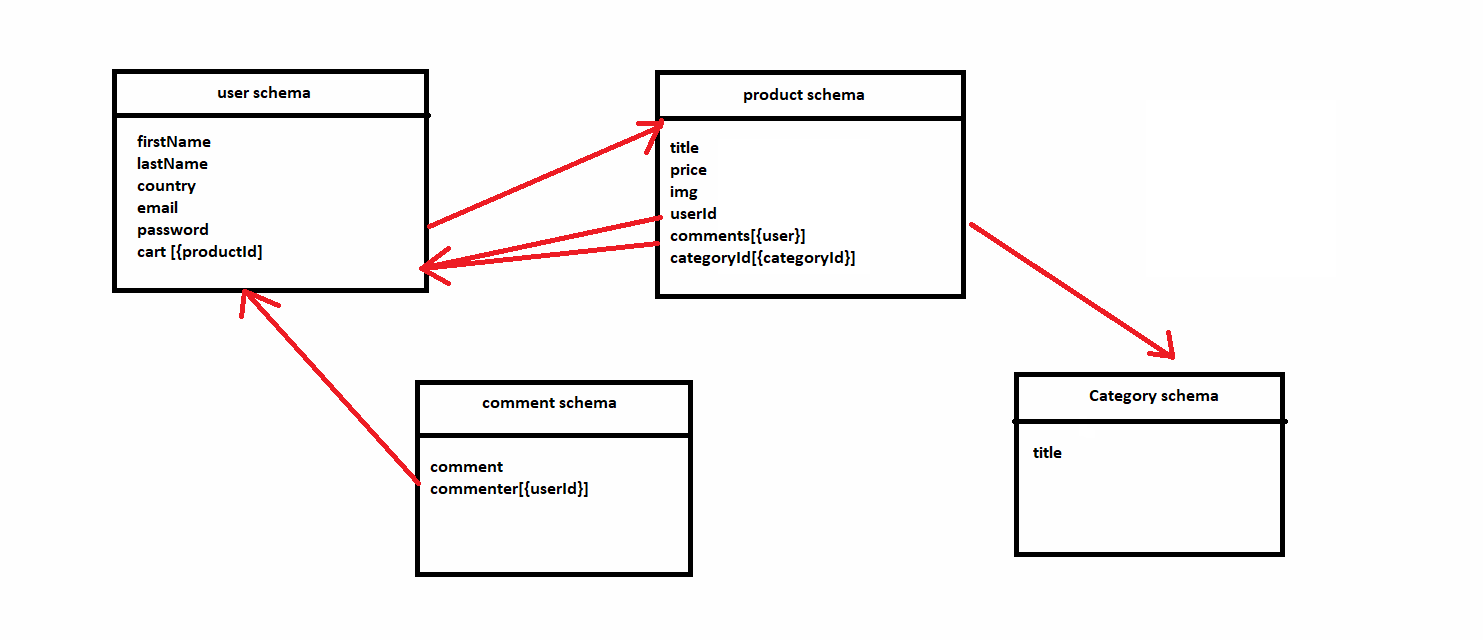 user schema
firstName
lastName
country
email
password
cart [{productId]
product schema
title
price
img
userId
comments[{user}]
categoryId[{categoryId}]
comment schema
comment
commenter[{userId}]
Category schema
title